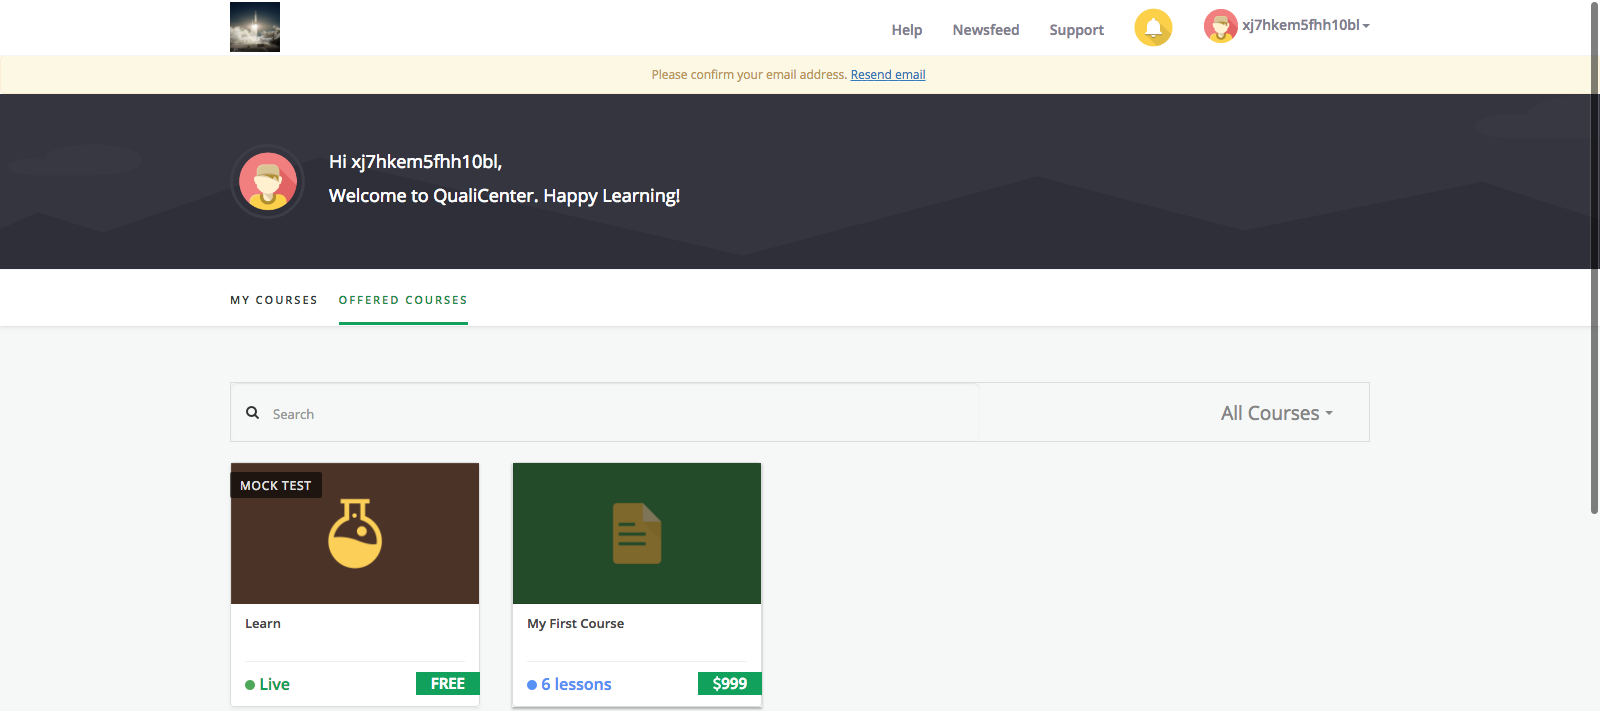 Help Newsfeed Support xj7hkem5fhh10bl
Please confirm your email address. Resend email
Hi xj7hkem5fhh10bl,
Welcome to QualiCenter. Happy Learning!
MY COURSES OFFERED COURSES
Search All Courses
MOCK TEST
Learn
Live FREE
My First Course
6 lessons $999